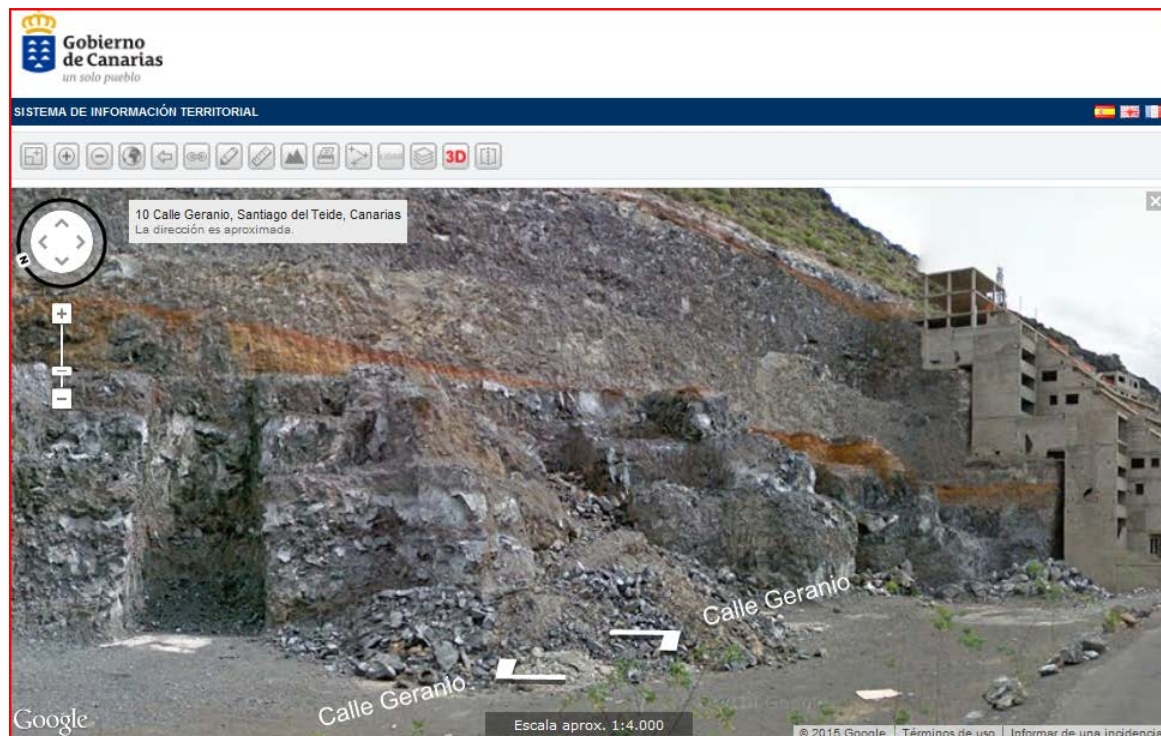 Gobierno
de Canarias
un solo pueblo
SISTEMA DE INFORMACIÓN TERRITORIAL
3D
10 Calle Geranio, Santiago del Teide, Canarias
La dirección es aproximada.
N
Calle Geranio
Calle Geranio
Google
Escala aprox. 1:4.000
© 2015 Google
Términos de uso
Informar de una incidencia